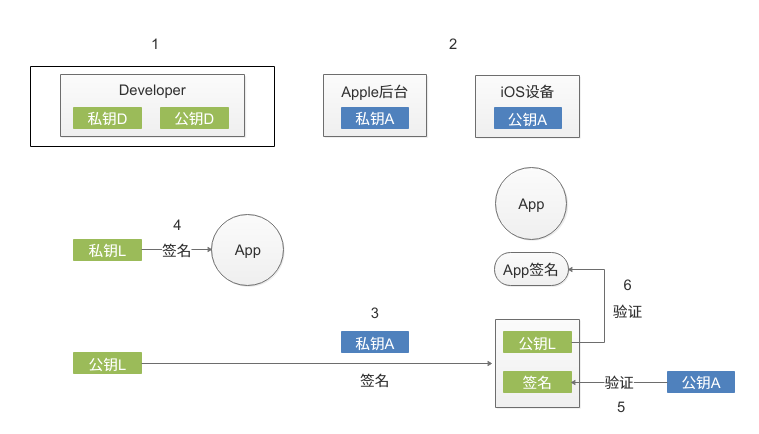 1
2
Developer
私钥D
公钥D
Apple后台
私钥A
iOS设备
公钥A
App
4
私钥L
签名
App
App签名
6
验证
3
私钥A
公钥L
签名
公钥L
签名
验证
公钥A
5